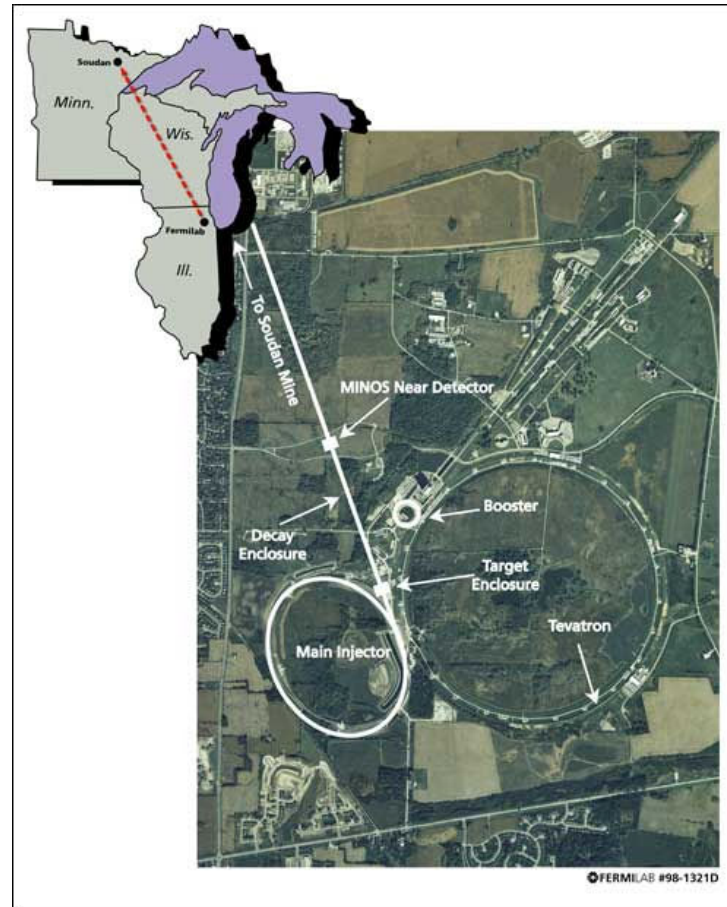 Soudan
Minn.
Wis.
Fermilab
Ill.
To Soudan Mine
MINOS Near Detector
Decay
Enclosure
Booster
Target
Enclosure
Tevatron
Main Injector
FERMILAB #98-1321D